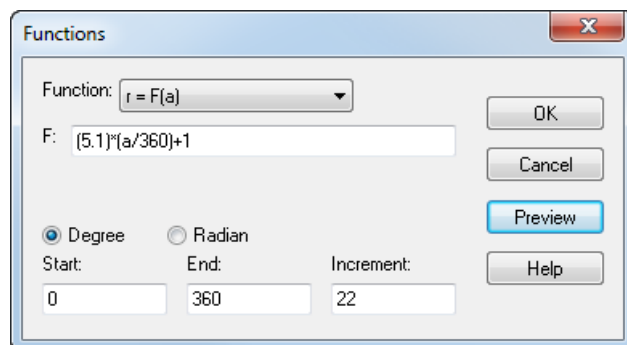 Functions
Function: r = F(a)
OK
F: (5.1)*(a/360)+1
Cancel
Preview
Degree Radian
Start: End: Increment: Help
0 360 22